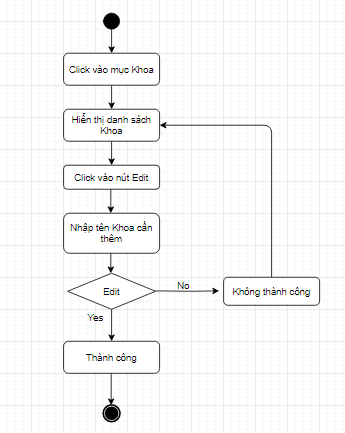 Click vào mục Khoa
Hiển thị danh sách
Khoa
Click vào nút Edit
Nhập tên Khoa cần
thêm
Edit
No
Không thành công
Yes
Thành công